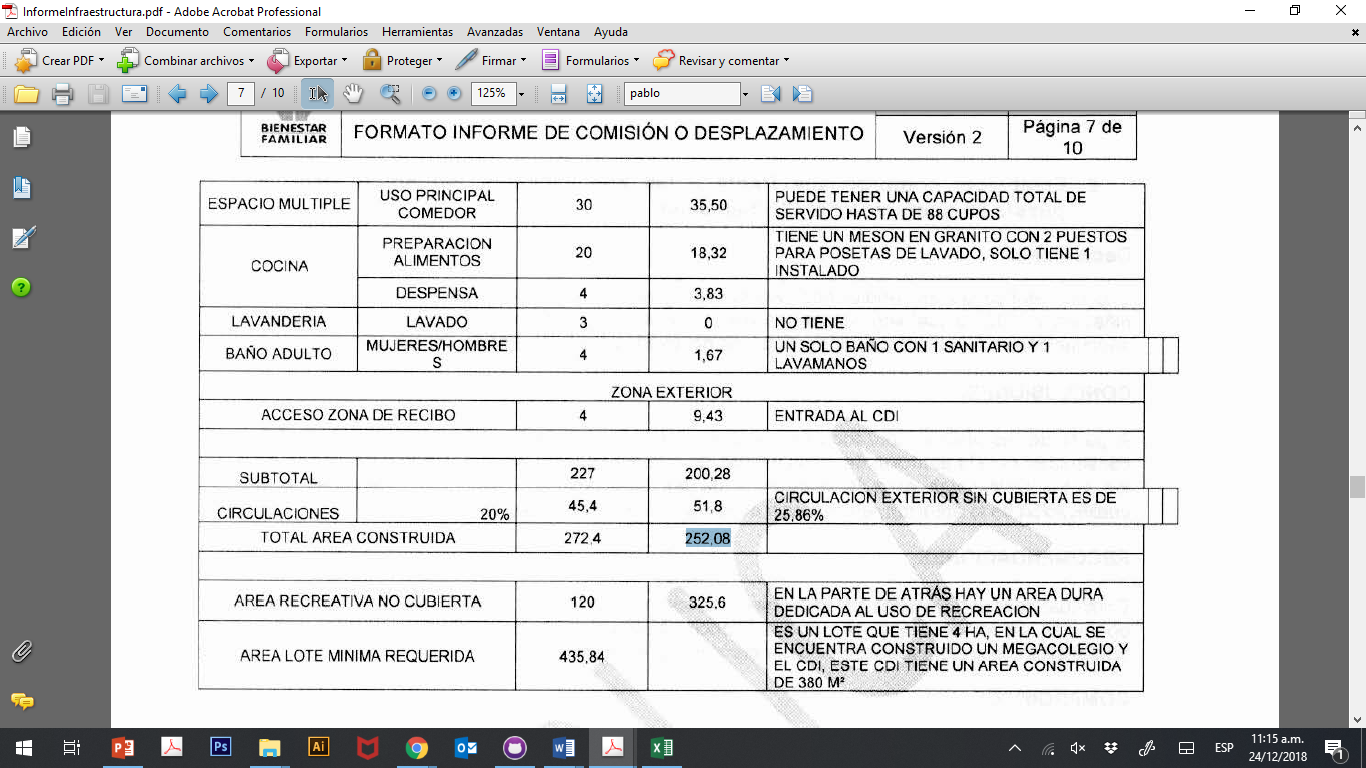 InformeInfraestructura.pdf - Adobe Acrobat Professional
Archivo Edición Ver Documento Comentarios Formularios Herramientas Avanzadas Ventana Ayuda
Crear PDF Combinar archivos Exportar Proteger Firmar Formularios Revisar y comentar
7 / 10 125% pablo
BIENESTAR
FAMILIAR
FORMATO INFORME DE COMISIÓN O DESPLAZAMIENTO
Versión 2
Página 7 de
10
ESPACIO MULTIPLE
USO PRINCIPAL
COMEDOR
30
35,50
PUEDE TENER UNA CAPACIDAD TOTAL DE
SERVIDO HASTA DE 88 CUPOS
COCINA
PREPARACION
ALIMENTOS
20
18,32
TIENE UN MESON EN GRANITO CON 2 PUESTOS
PARA POSETAS DE LAVADO, SOLO TIENE 1
INSTALADO
DESPENSA
4
3,83
LAVANDERIA
LAVADO
3
0
NO TIENE
BAÑO ADULTO
MUJERES/HOMBRE
S
4
1,67
UN SOLO BAÑO CON 1 SANITARIO Y 1
LAVAMANOS
ZONA EXTERIOR
ACCESO ZONA DE RECIBO
4
9,43
ENTRADA AL CDI
SUBTOTAL
227
200,28
CIRCULACIONES
20%
45,4
51,8
CIRCULACION EXTERIOR SIN CUBIERTA ES DE
25,86%
TOTAL AREA CONSTRUIDA
272,4
252,08
AREA RECREATIVA NO CUBIERTA
120
325,6
EN LA PARTE DE ATRÁS HAY UN AREA DURA
DEDICADA AL USO DE RECREACION
AREA LOTE MINIMA REQUERIDA
435,84
ES UN LOTE QUE TIENE 4 HA, EN LA CUAL SE
ENCUENTRA CONSTRUIDO UN MEGACOLEGIO Y
EL CDI, ESTE CDI TIENE UN AREA CONSTRUIDA
DE 380 M²
ESP
11:15 a.m.
24/12/2018